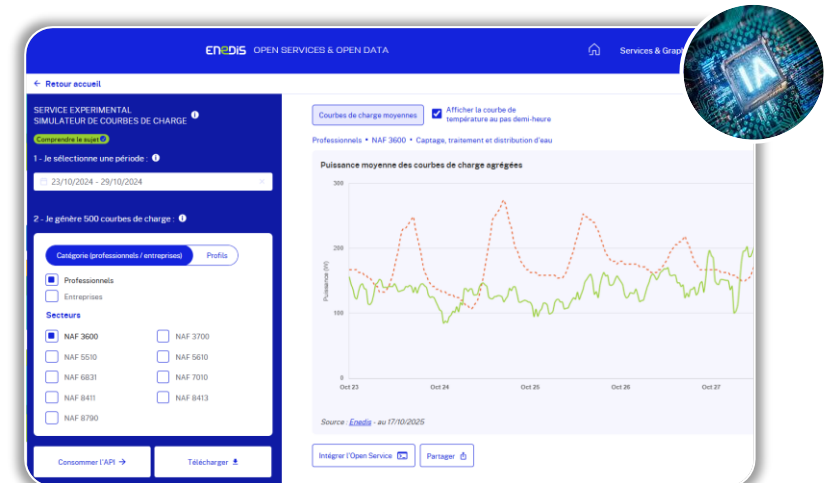 ENEDIS OPEN SERVICES & OPEN DATA
Services & Grap
IA
← Retour accueil
SERVICE EXPERIMENTAL
SIMULATEUR DE COURBES DE CHARGE
Comprendre le sujet
1 - Je sélectionne une période :
23/10/2024 - 29/10/2024
2 - Je génère 500 courbes de charge :
Catégorie (professionnels / entreprises) Profils
Professionnels
Entreprises
Secteurs
NAF 3600 NAF 3700
NAF 5510 NAF 5610
NAF 6831 NAF 7010
NAF 8411 NAF 8413
NAF 8790
Consommer l'API → Télécharger
Courbes de charge moyennes
Afficher la courbe de
température au pas demi-heure
Professionnels • NAF 3600 • Captage, traitement et distribution d'eau
Puissance moyenne des courbes de charge agrégées
Puissance (W)
300
200
100
0
Oct 23 Oct 24 Oct 25 Oct 26 Oct 27
Source : Enedis - au 17/10/2025
Intégrer l'Open Service Partager